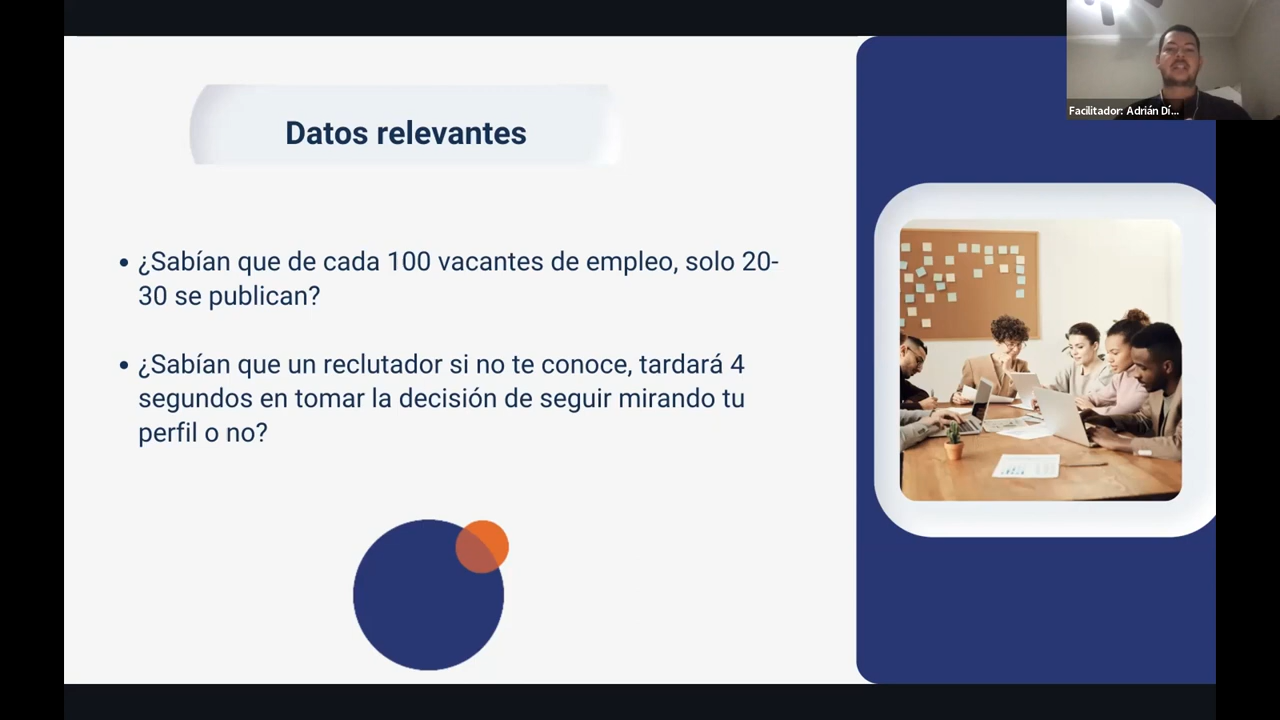 Facilitador: Adrián Dí...
Datos relevantes
• ¿Sabían que de cada 100 vacantes de empleo, solo 20-
30 se publican?
• ¿Sabían que un reclutador si no te conoce, tardará 4
segundos en tomar la decisión de seguir mirando tu
perfil o no?